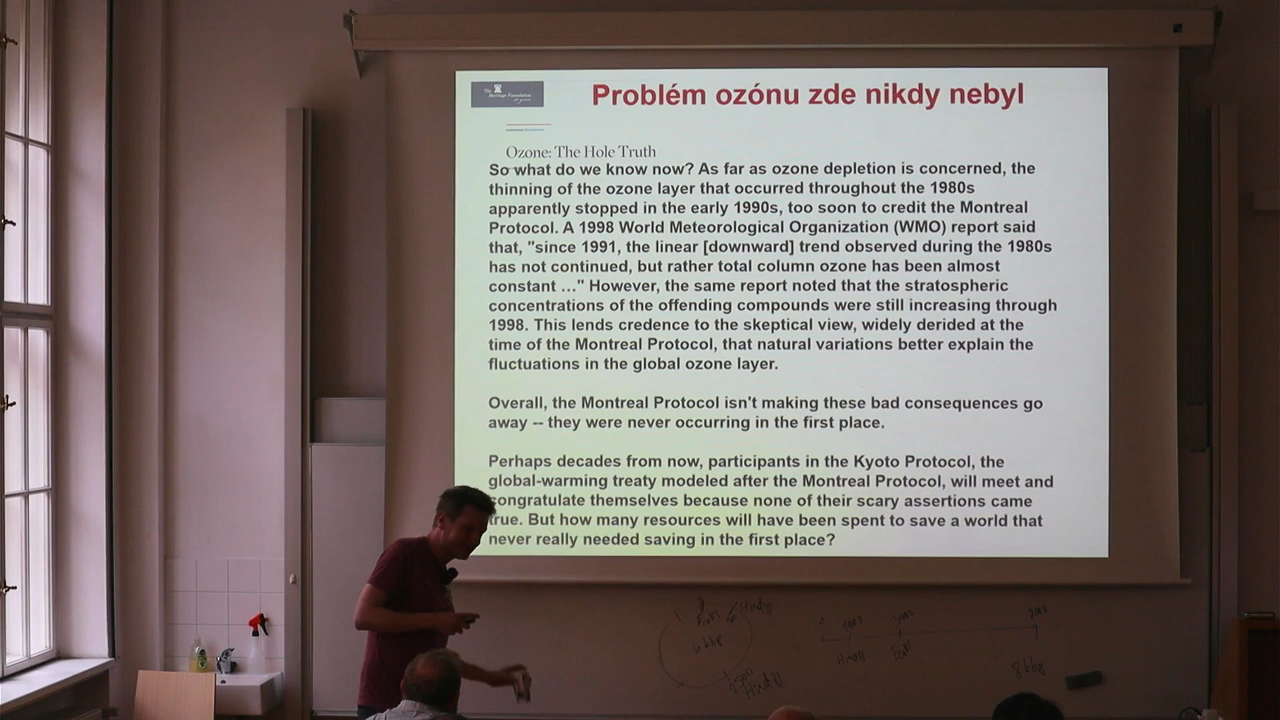 The
Heritage Foundation
Problém ozónu zde nikdy nebyl
Ozone: The Hole Truth
So what do we know now? As far as ozone depletion is concerned, the
thinning of the ozone layer that occurred throughout the 1980s
apparently stopped in the early 1990s, too soon to credit the Montreal
Protocol. A 1998 World Meteorological Organization (WMO) report said
that, "since 1991, the linear [downward] trend observed during the 1980s
has not continued, but rather total column ozone has been almost
constant …" However, the same report noted that the stratospheric
concentrations of the offending compounds were still increasing through
1998. This lends credence to the skeptical view, widely derided at the
time of the Montreal Protocol, that natural variations better explain the
fluctuations in the global ozone layer.
Overall, the Montreal Protocol isn't making these bad consequences go
away -- they were never occurring in the first place.
Perhaps decades from now, participants in the Kyoto Protocol, the
global-warming treaty modeled after the Montreal Protocol, will meet and
congratulate themselves because none of their scary assertions came
true. But how many resources will have been spent to save a world that
never really needed saving in the first place?